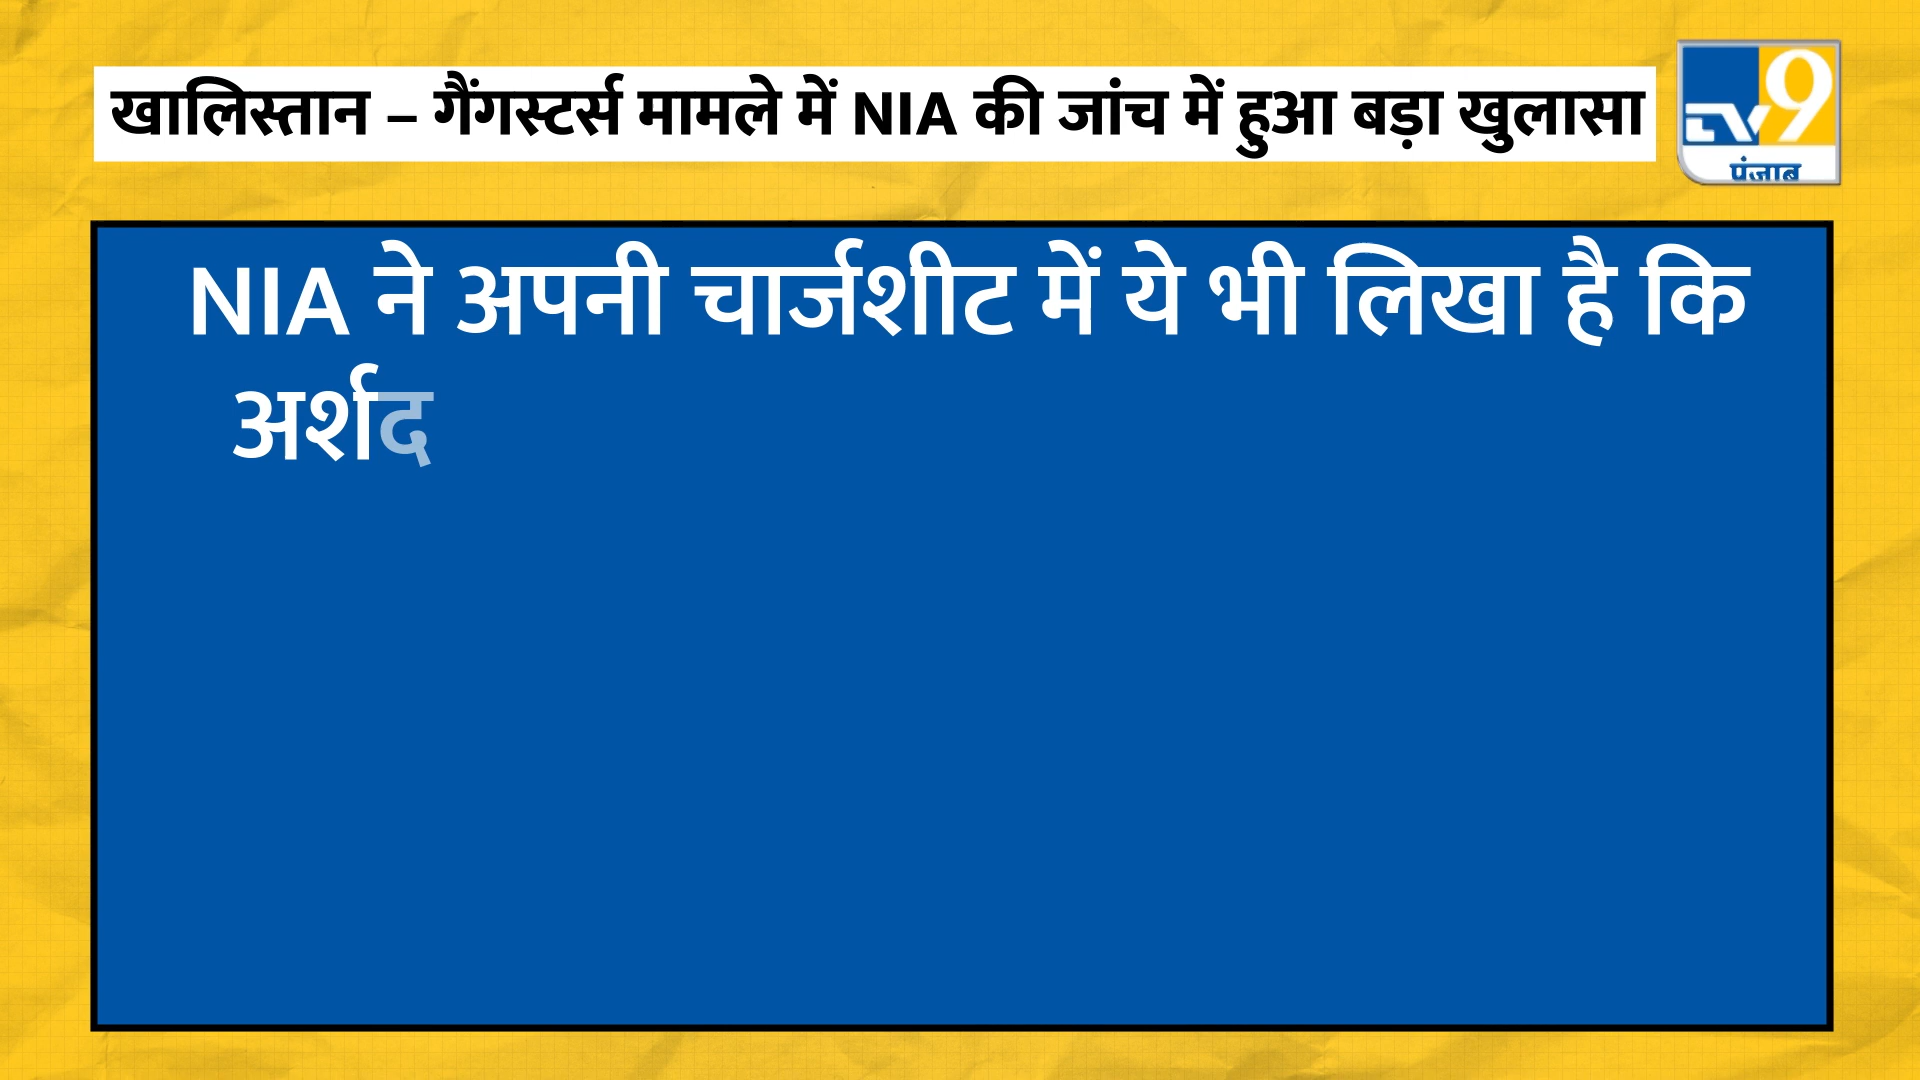 खालिस्तान – गैंगस्टर्स मामले में NIA की जांच में हुआ बड़ा खुलासा
TV9
पंजाब
NIA ने अपनी चार्जशीट में ये भी लिखा है कि
अर्शद